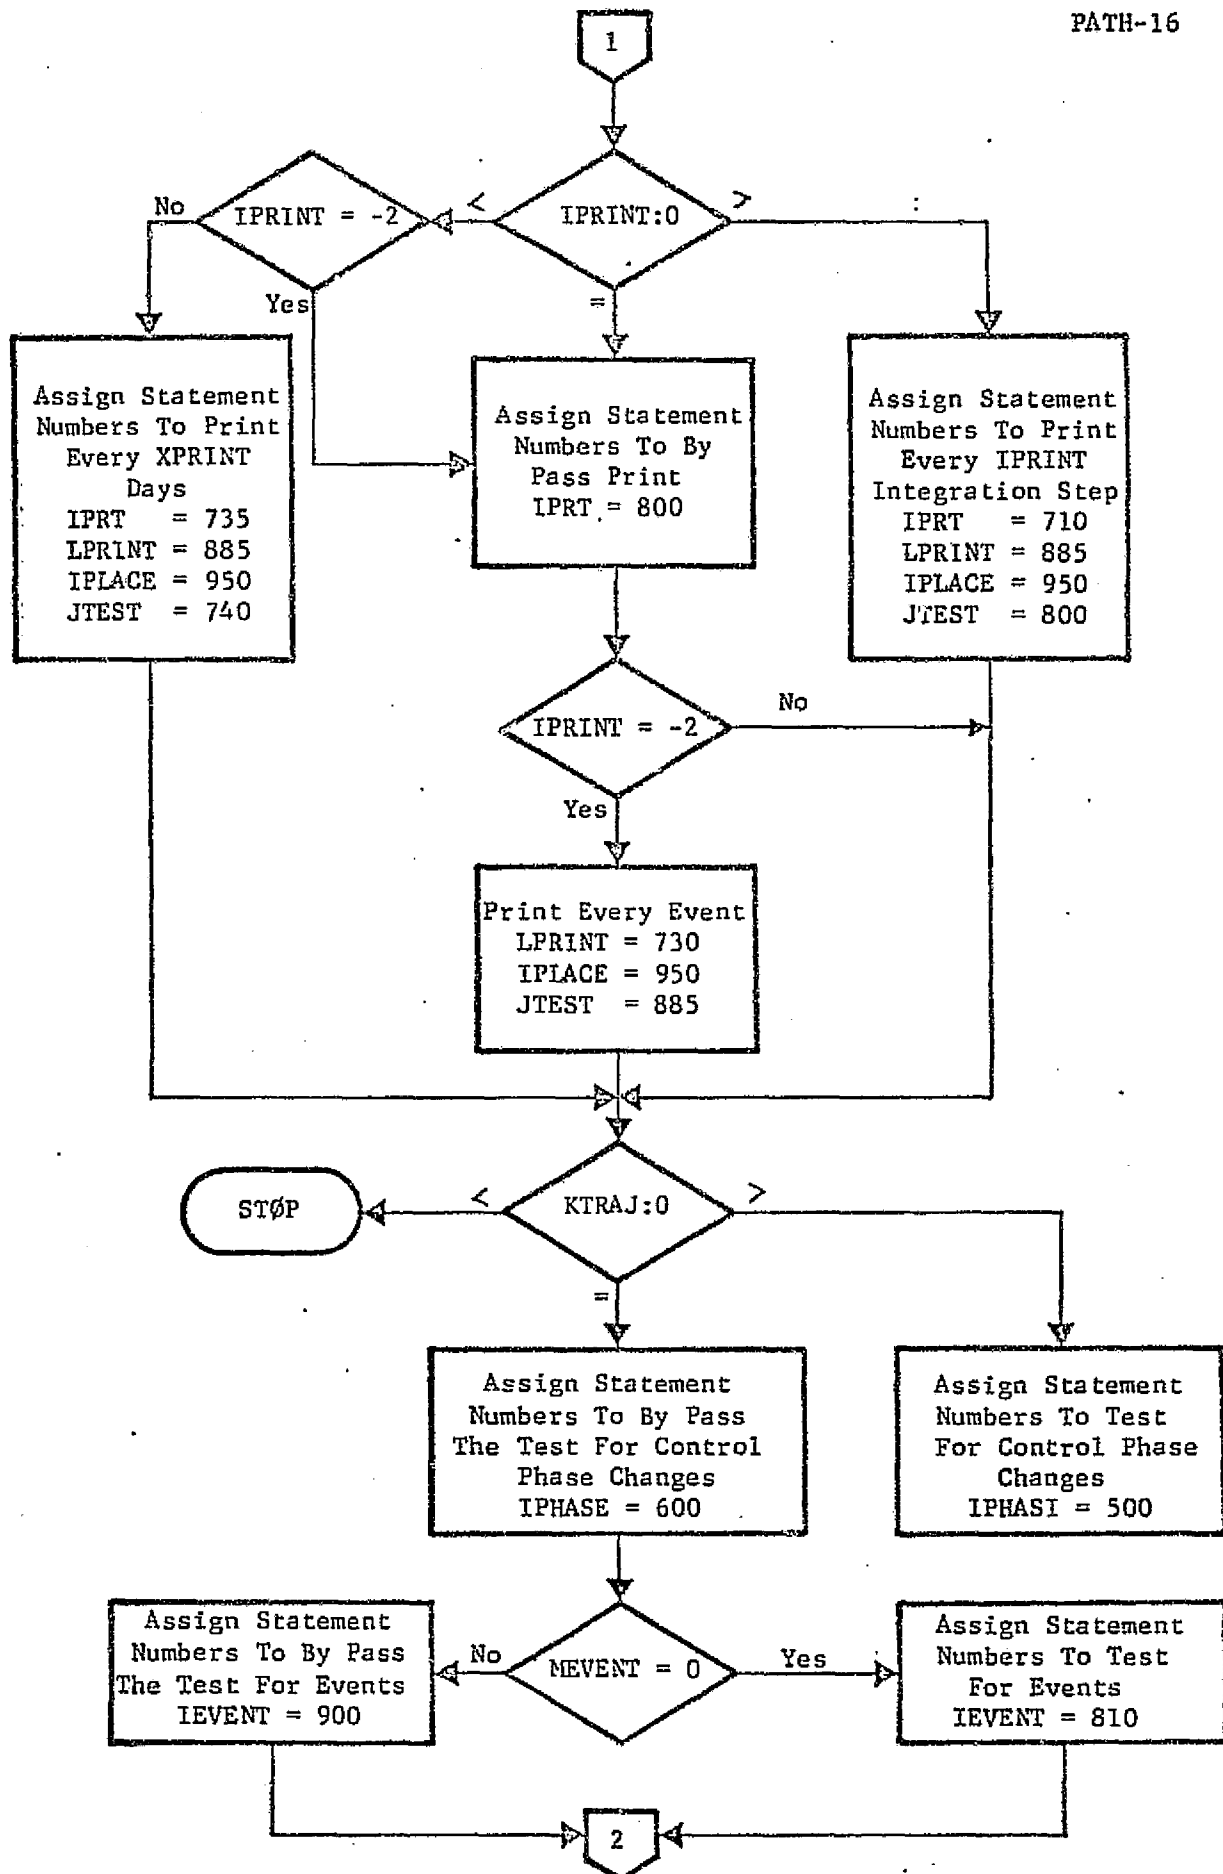 PATH-16
1
IPRINT:0
<
>
=
:
IPRINT = -2
No
Yes
Assign Statement
Numbers To Print
Every XPRINT
Days
IPRT = 735
LPRINT = 885
IPLACE = 950
JTEST = 740
Assign Statement
Numbers To By
Pass Print
IPRT = 800
Assign Statement
Numbers To Print
Every IPRINT
Integration Step
IPRT = 710
LPRINT = 885
IPLACE = 950
JTEST = 800
IPRINT = -2
No
Yes
Print Every Event
LPRINT = 730
IPLACE = 950
JTEST = 885
KTRAJ:0
<
>
=
STØP
Assign Statement
Numbers To By Pass
The Test For Control
Phase Changes
IPHASE = 600
Assign Statement
Numbers To Test
For Control Phase
Changes
IPHASI = 500
Assign Statement
Numbers To By Pass
The Test For Events
IEVENT = 900
No
MEVENT = 0
Yes
Assign Statement
Numbers To Test
For Events
IEVENT = 810
2